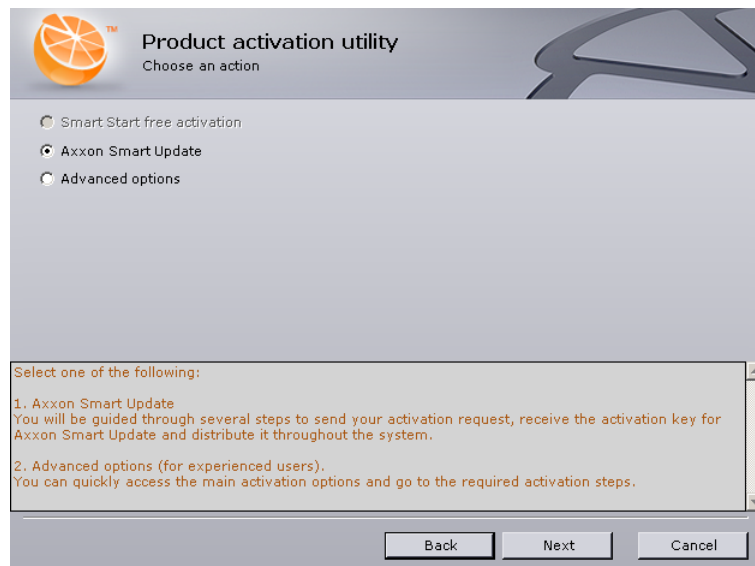 TM
Product activation utility
Choose an action
Smart Start free activation
Axxon Smart Update
Advanced options
Select one of the following:
1. Axxon Smart Update
You will be guided through several steps to send your activation request, receive the activation key for
Axxon Smart Update and distribute it throughout the system.
2. Advanced options (for experienced users).
You can quickly access the main activation options and go to the required activation steps.
Back Next Cancel